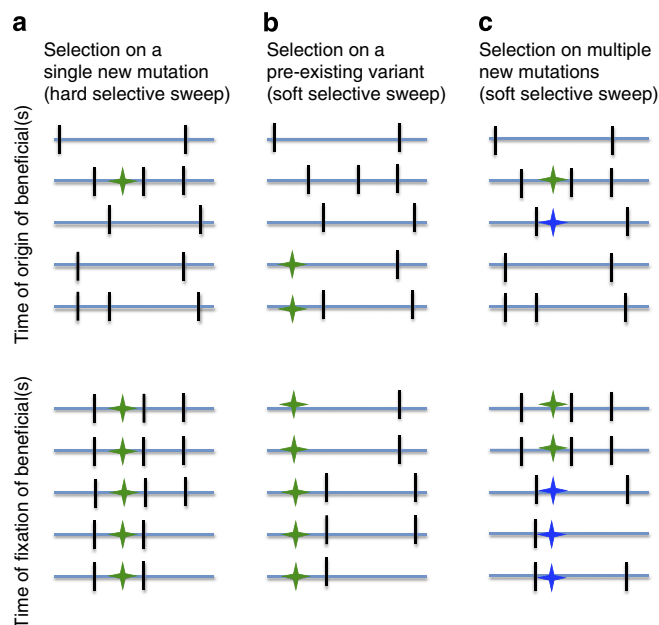 a
Selection on a
single new mutation
(hard selective sweep)
b
Selection on a
pre-existing variant
(soft selective sweep)
c
Selection on multiple
new mutations
(soft selective sweep)
Time of origin of beneficial(s)
Time of fixation of beneficial(s)